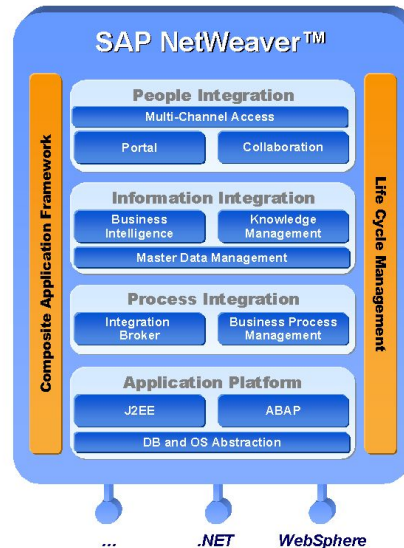 SAP NetWeaver™
Composite Application Framework
People Integration
Multi-Channel Access
Portal
Collaboration
Information Integration
Business
Intelligence
Knowledge
Management
Master Data Management
Process Integration
Integration
Broker
Business Process
Management
Application Platform
J2EE
ABAP
DB and OS Abstraction
Life Cycle Management
...
.NET
WebSphere